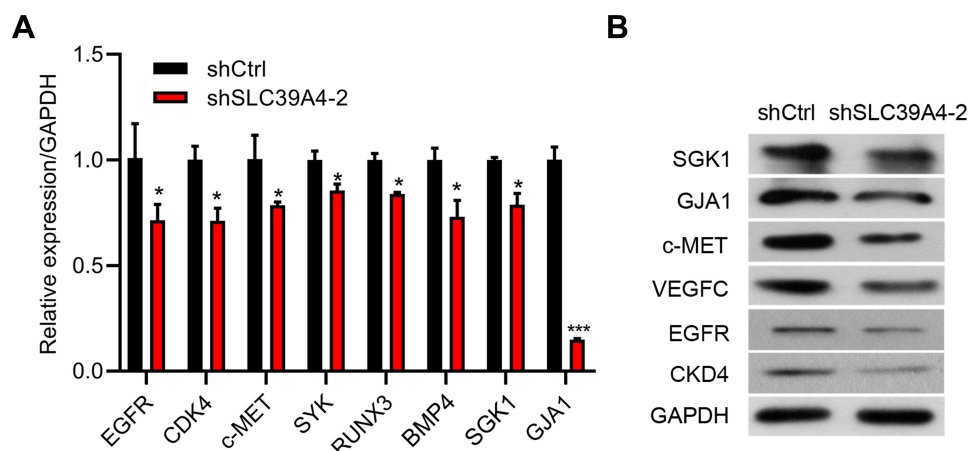 A
Relative expression/GAPDH
1.5
1.0
0.5
0.0
shCtrl
shSLC39A4-2
*
*
*
*
*
*
*
***
EGFR
CDK4
c-MET
SYK
RUNX3
BMP4
SGK1
GJA1
B
shCtrl shSLC39A4-2
SGK1
GJA1
c-MET
VEGFC
EGFR
CKD4
GAPDH